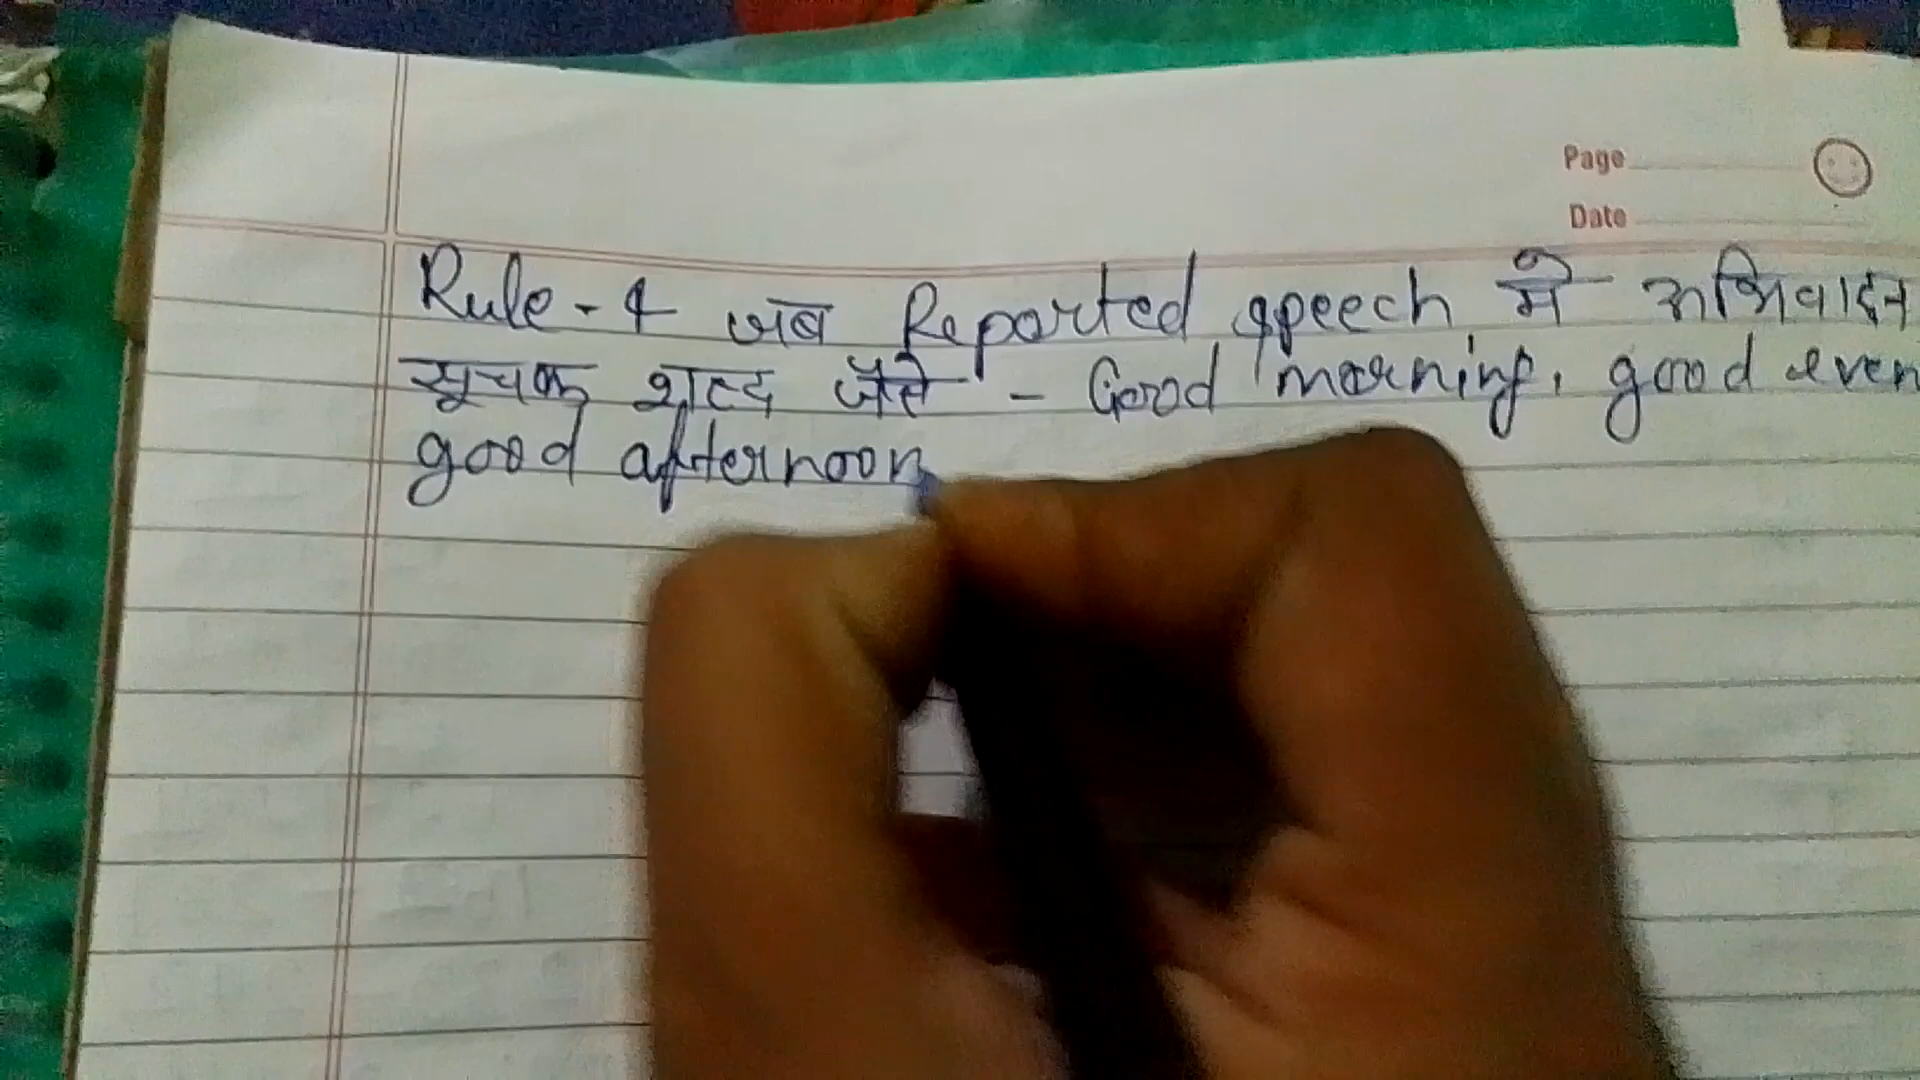 Page
Date
Rule - 4 जब Reported speech में अभिवादन
सूचक शब्द जैसे - Good morning, good even
good afternoon